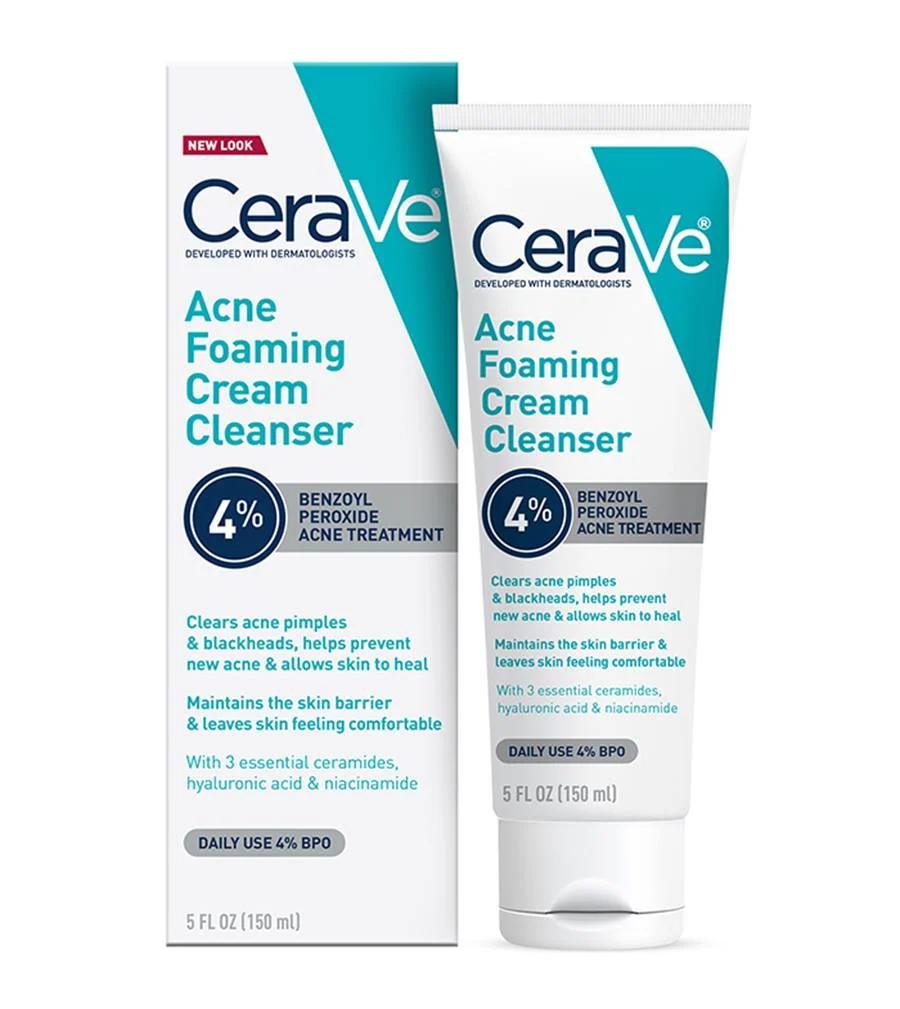 NEW LOOK
CeraVe®
DEVELOPED WITH DERMATOLOGISTS
Acne
Foaming
Cream
Cleanser
4%
BENZOYL
PEROXIDE
ACNE TREATMENT
Clears acne pimples
& blackheads, helps prevent
new acne & allows skin to heal
Maintains the skin barrier
& leaves skin feeling comfortable
With 3 essential ceramides,
hyaluronic acid & niacinamide
DAILY USE 4% BPO
5 FL OZ (150 ml)
CeraVe®
DEVELOPED WITH DERMATOLOGISTS
Acne
Foaming
Cream
Cleanser
4%
BENZOYL
PEROXIDE
ACNE TREATMENT
Clears acne pimples
& blackheads, helps prevent
new acne & allows skin to heal
Maintains the skin barrier &
leaves skin feeling comfortable
With 3 essential ceramides,
hyaluronic acid & niacinamide
DAILY USE 4% BPO
5 FL OZ (150 ml)